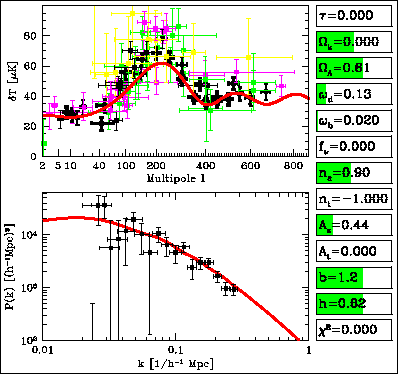 80
60
40
20
0
δT [μK]
2 5 10 20 40 100 200 400 600 800
Multipole l
τ=0.000
Ωk=0.000
ΩΛ=0.61
ωd=0.13
ωb=0.020
fν=0.000
ns=0.90
nt=-1.000
As=0.44
At=0.000
b=1.2
h=0.62
χ²=0.000
10⁴
P(k) [(h⁻¹Mpc)³]
0.01 0.1 1
k [1/h⁻¹ Mpc]